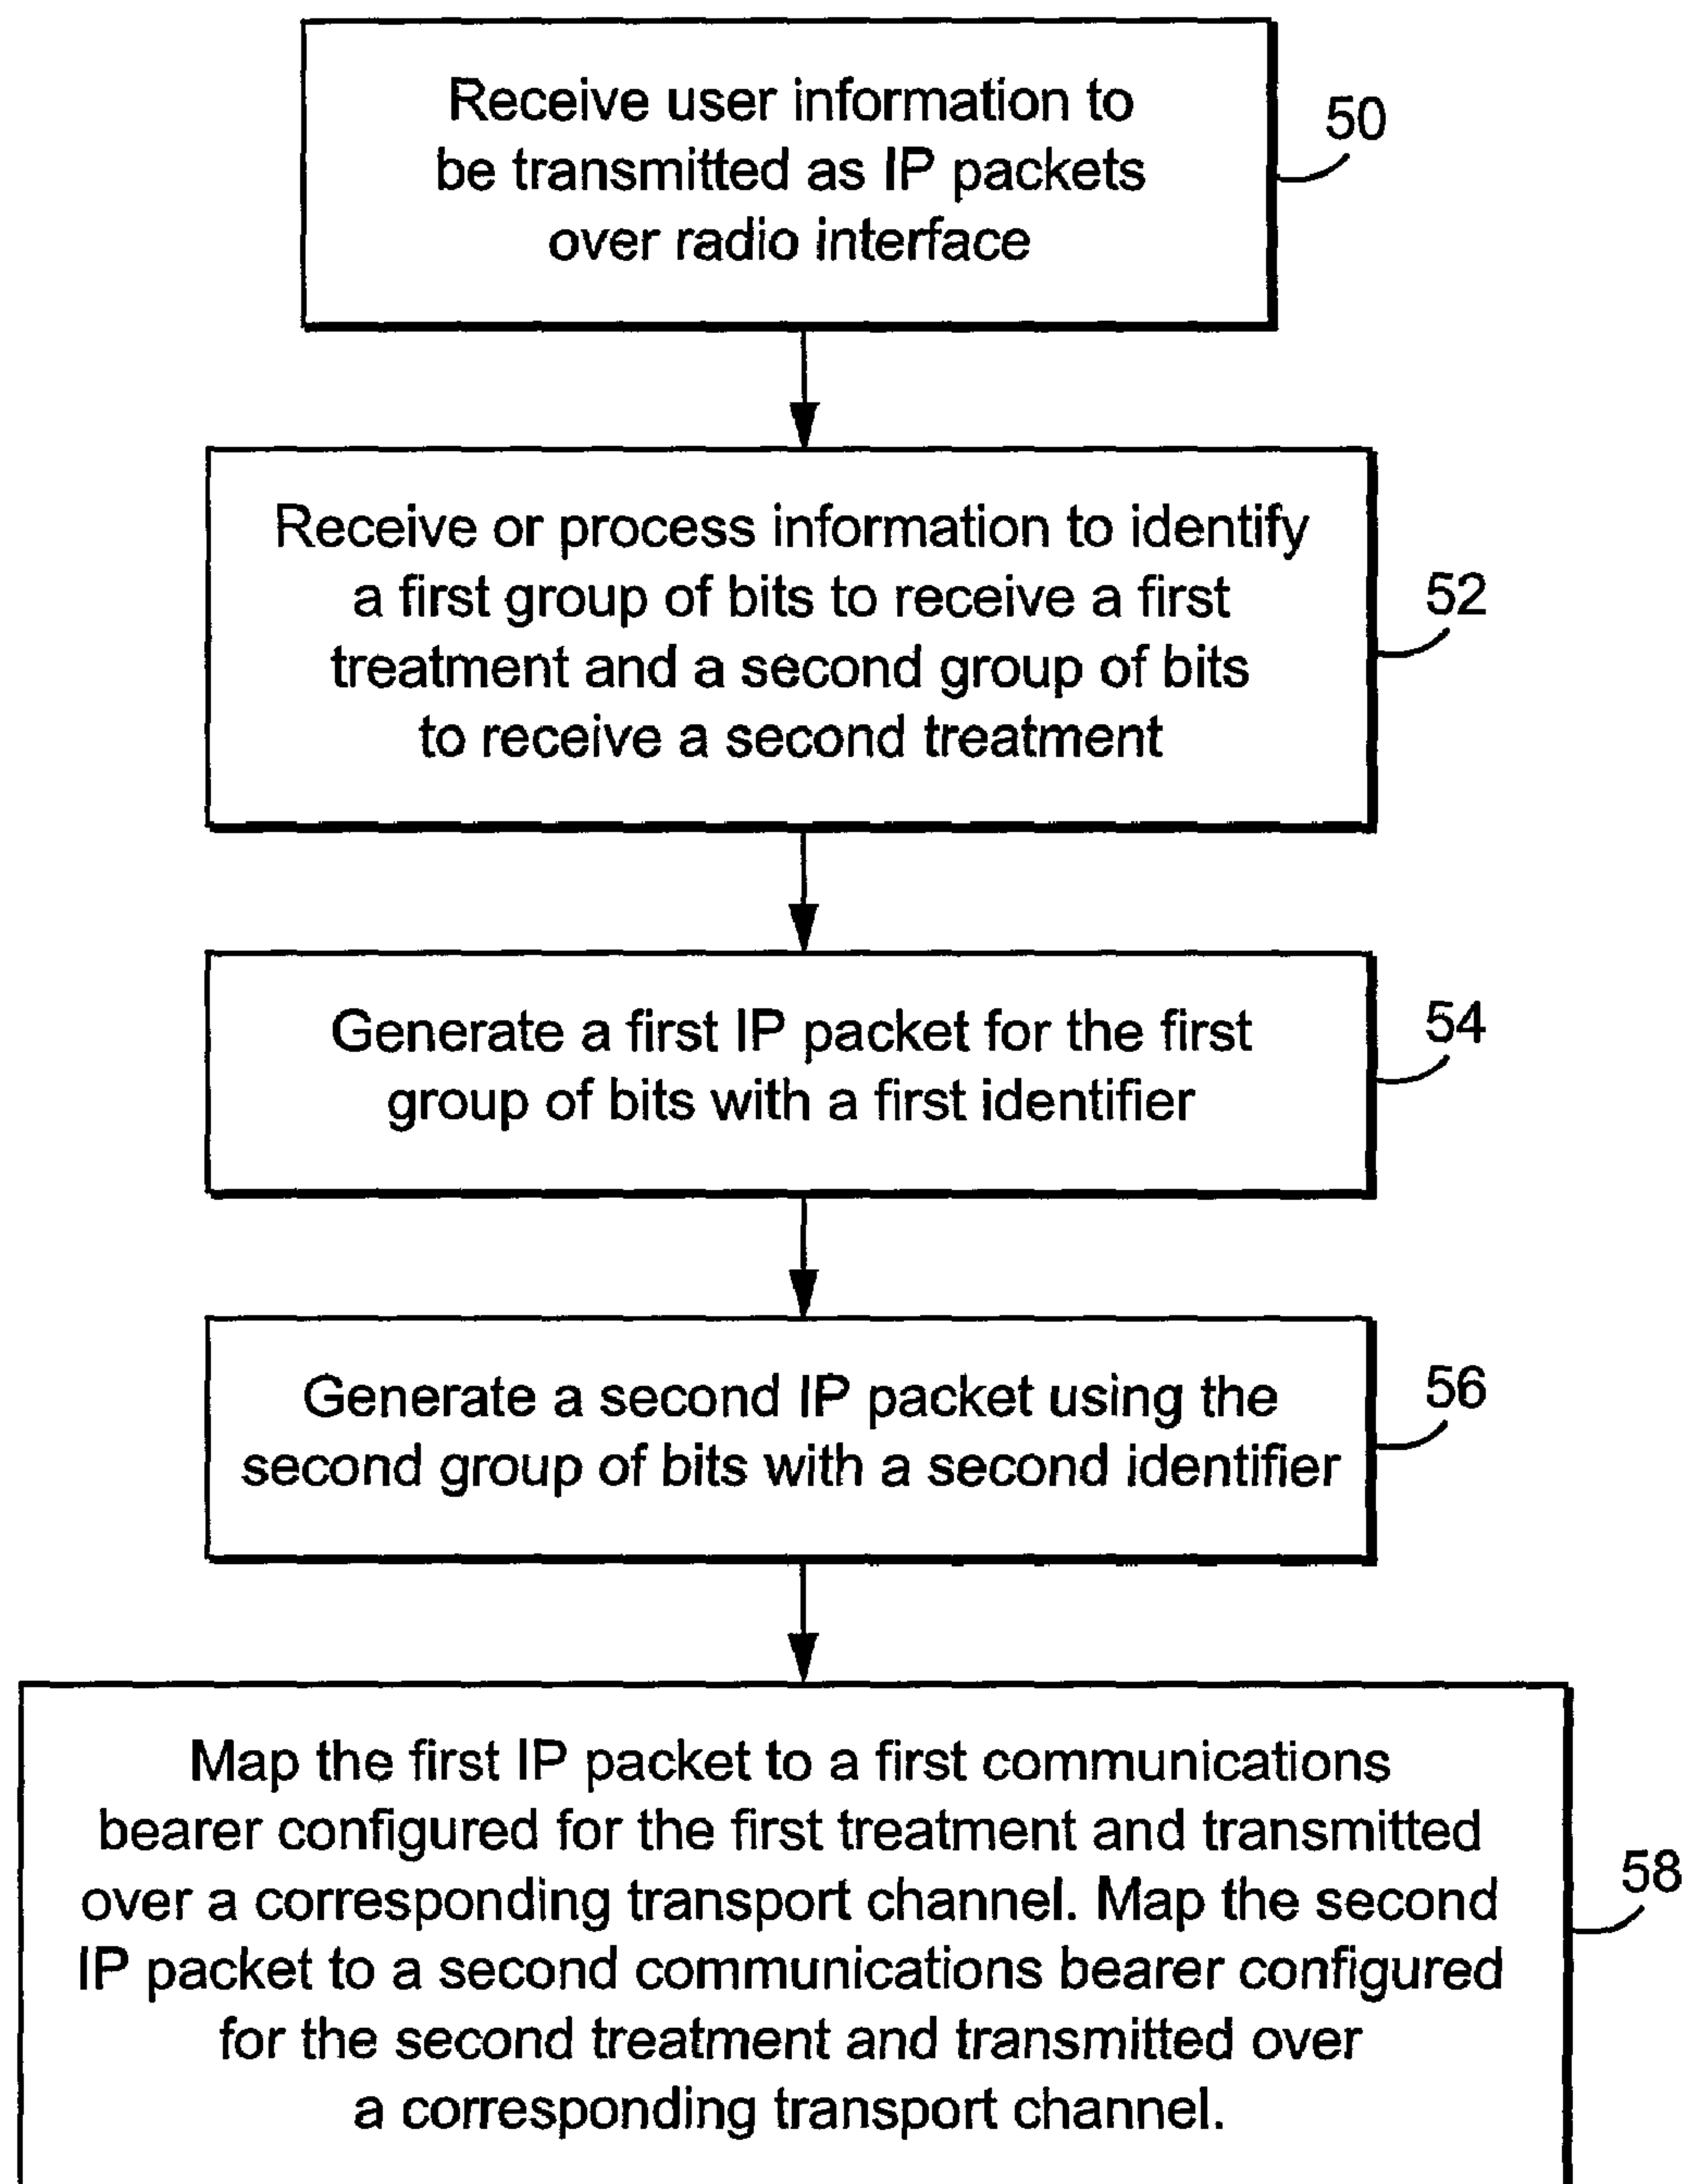 Receive user information to
be transmitted as IP packets
over radio interface
50
Receive or process information to identify
a first group of bits to receive a first
treatment and a second group of bits
to receive a second treatment
52
Generate a first IP packet for the first
group of bits with a first identifier
54
Generate a second IP packet using the
second group of bits with a second identifier
56
Map the first IP packet to a first communications
bearer configured for the first treatment and transmitted
over a corresponding transport channel. Map the second
IP packet to a second communications bearer configured
for the second treatment and transmitted over
a corresponding transport channel.
58